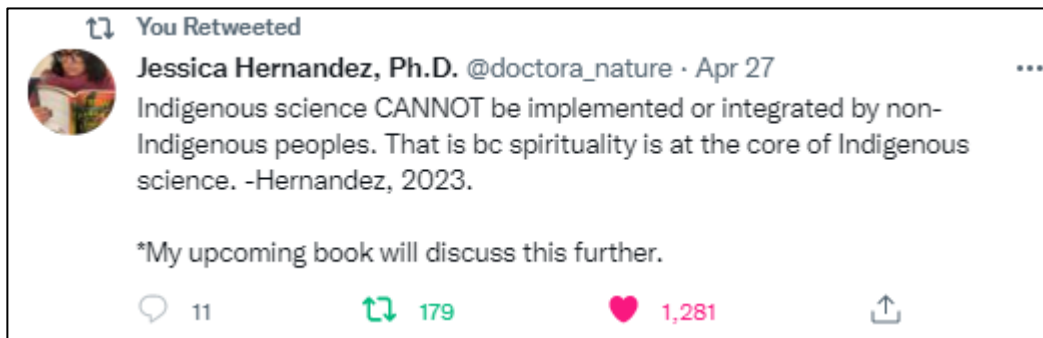 You Retweeted
Jessica Hernandez, Ph.D. @doctora_nature · Apr 27
Indigenous science CANNOT be implemented or integrated by non-
Indigenous peoples. That is bc spirituality is at the core of Indigenous
science. -Hernandez, 2023.
*My upcoming book will discuss this further.
11 179 1,281